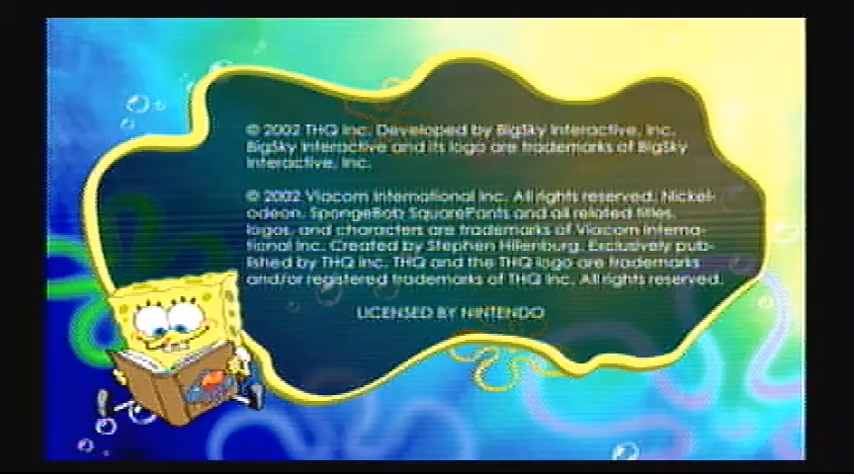 © 2002 THQ Inc. Developed by BigSky Interactive, Inc.
BigSky Interactive and its logo are trademarks of BigSky
Interactive, Inc.
© 2002 Viacom International Inc. All rights reserved. Nickel-
odeon, SpongeBob SquarePants and all related titles,
logos, and characters are trademarks of Viacom Interna-
tional Inc. Created by Stephen Hillenburg. Exclusively pub-
lished by THQ Inc. THQ and the THQ logo are trademarks
and/or registered trademarks of THQ Inc. All rights reserved.
LICENSED BY NINTENDO